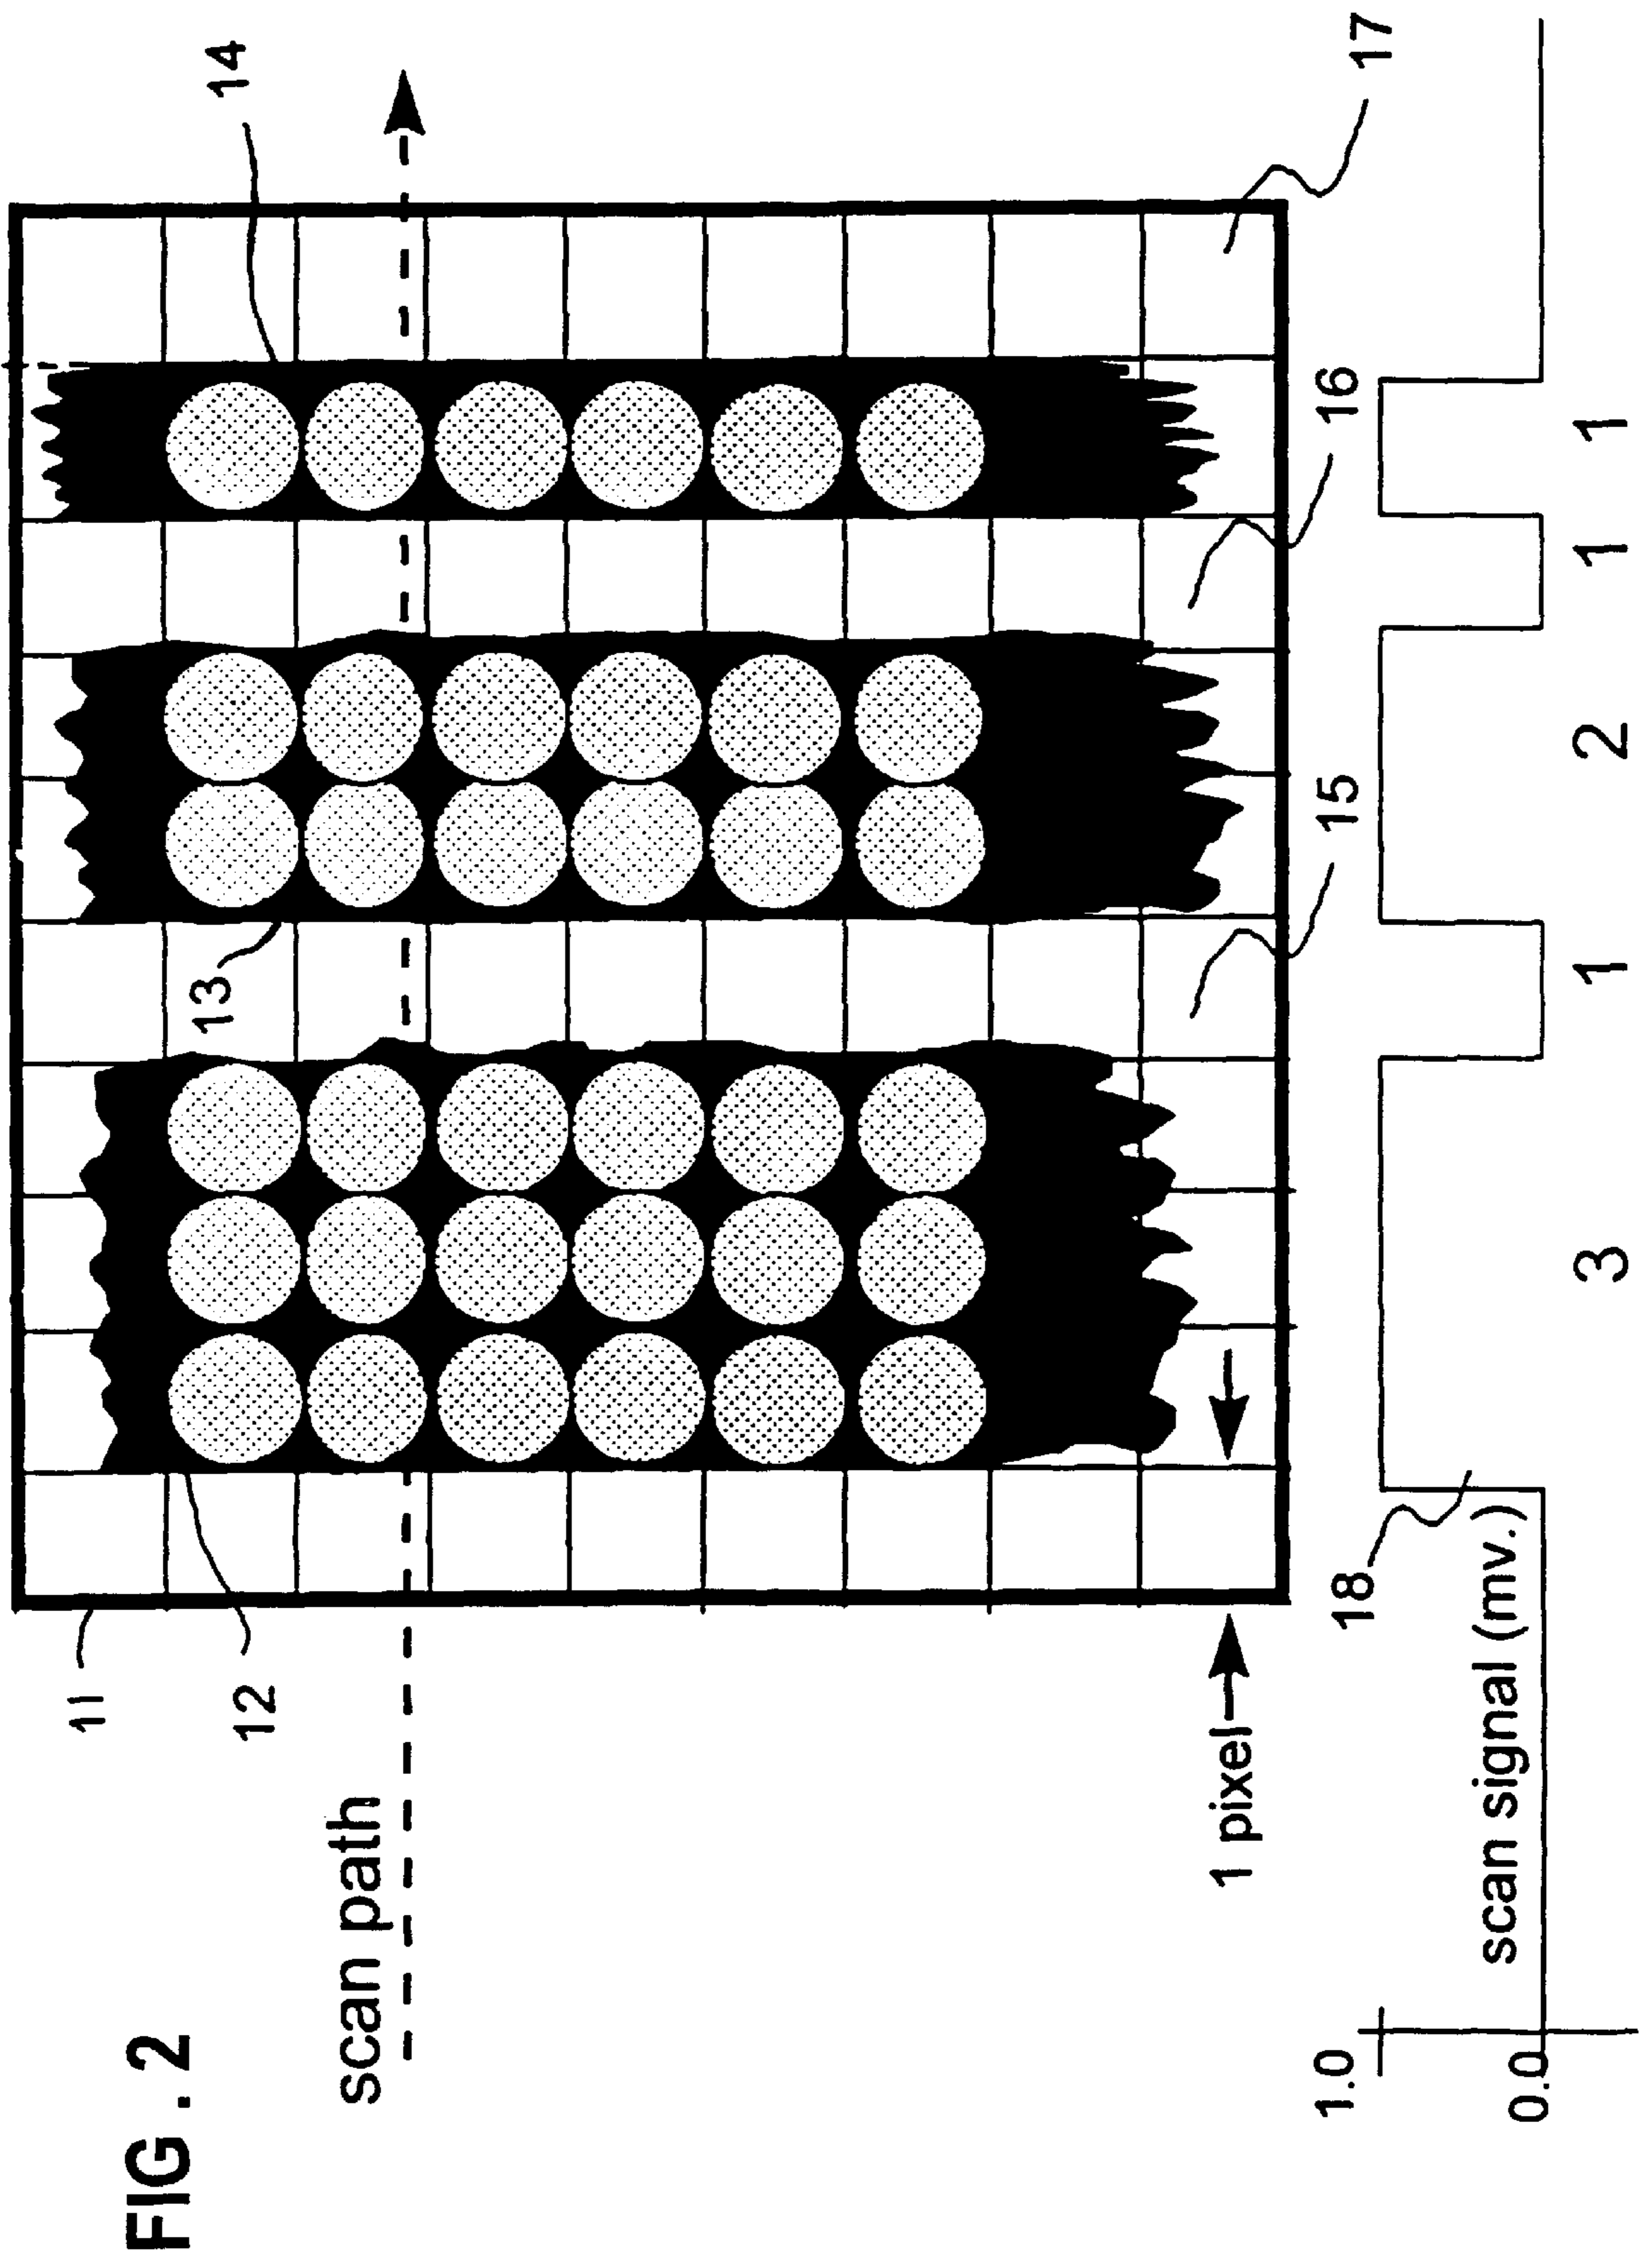 FIG. 2
11
12
13
14
scan path
1 pixel
15
16
17
18
1.0
scan signal (mv.)
0.0
3 1 2 1 1